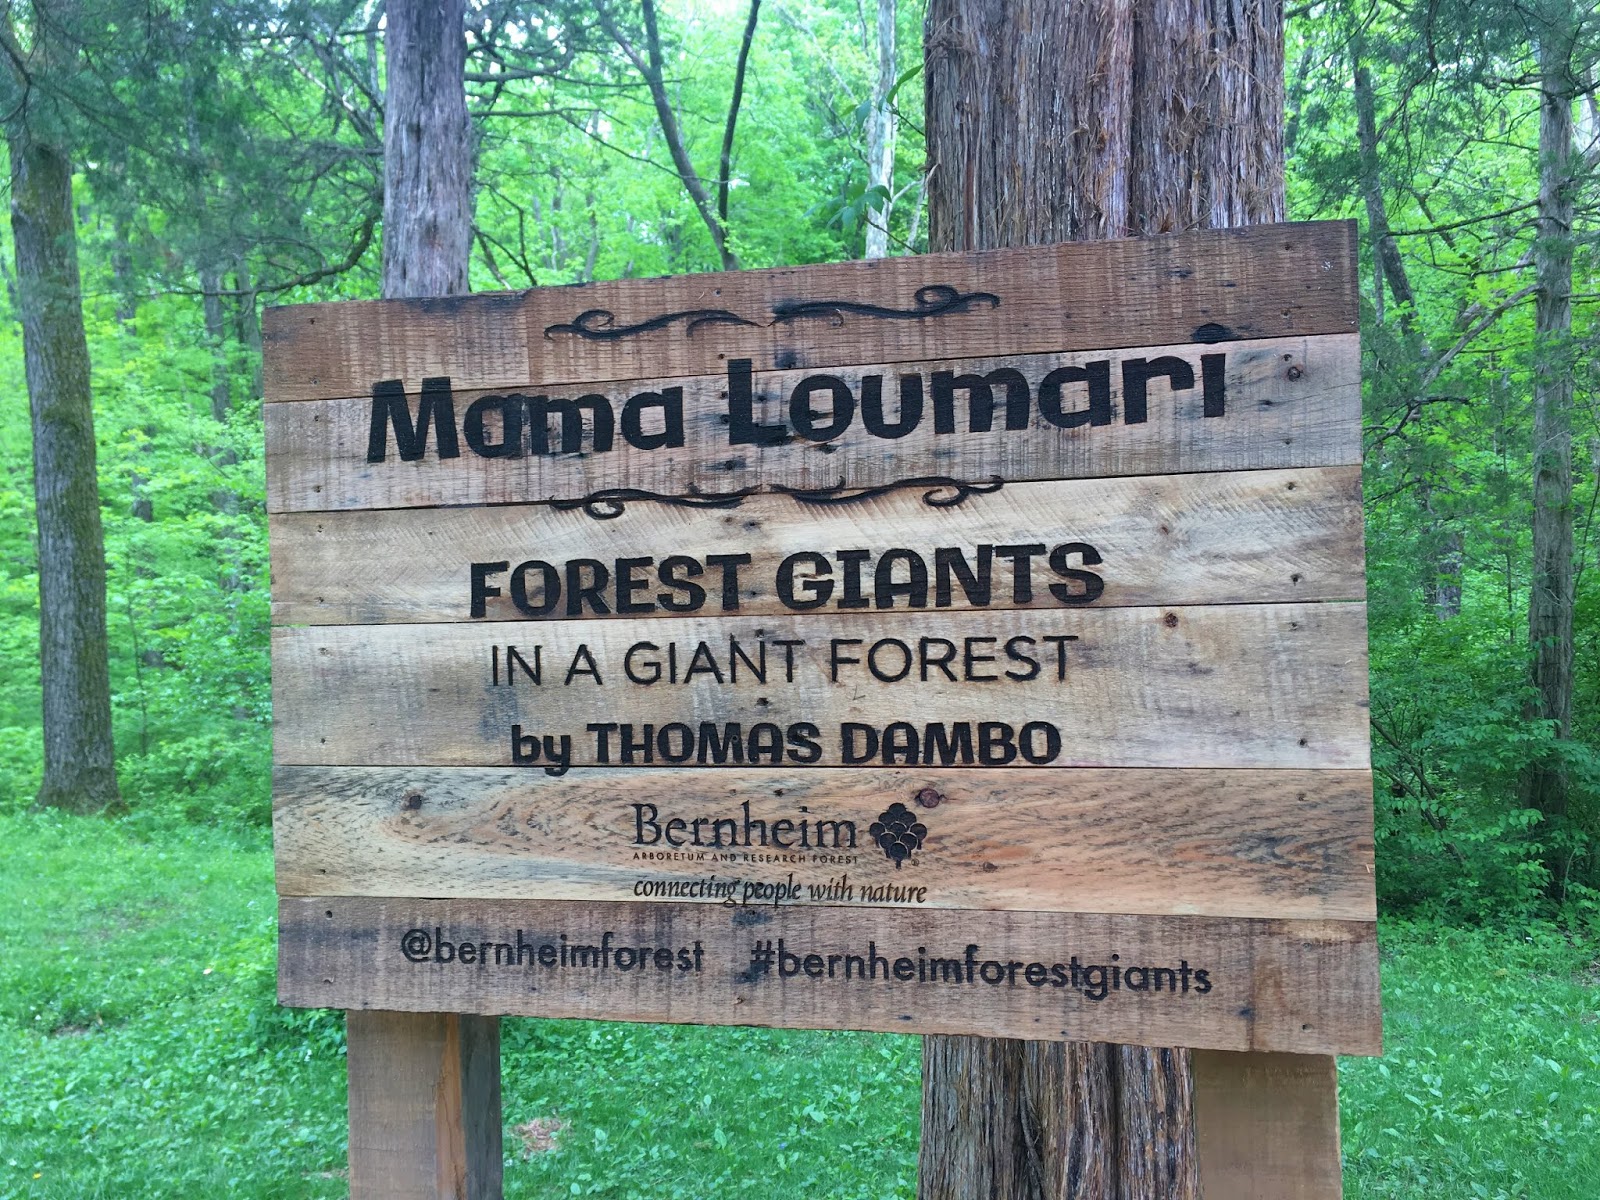 Mama Loumari
FOREST GIANTS
IN A GIANT FOREST
by THOMAS DAMBO
Bernheim
ARBORETUM AND RESEARCH FOREST
connecting people with nature
@bernheimforest #bernheimforestgiants